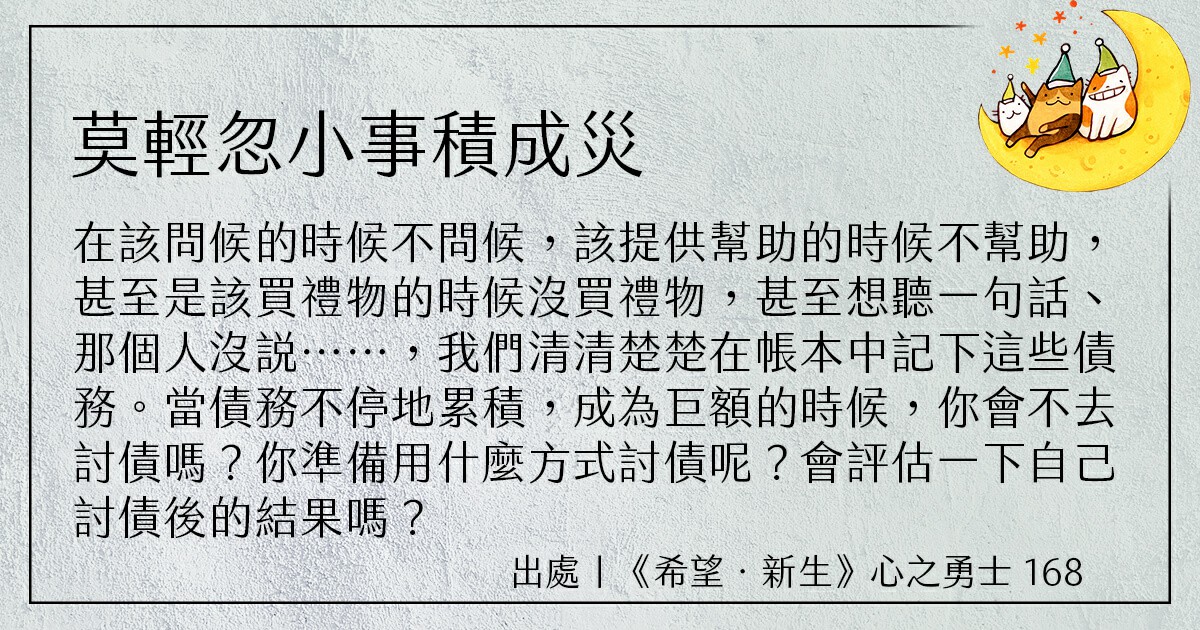 莫輕忽小事積成災
在該問候的時候不問候，該提供幫助的時候不幫助，
甚至是該買禮物的時候沒買禮物，甚至想聽一句話、
那個人沒説⋯⋯，我們清清楚楚在帳本中記下這些債
務。當債務不停地累積，成為巨額的時候，你會不去
討債嗎？你準備用什麼方式討債呢？會評估一下自己
討債後的結果嗎？
出處｜《希望．新生》心之勇士 168